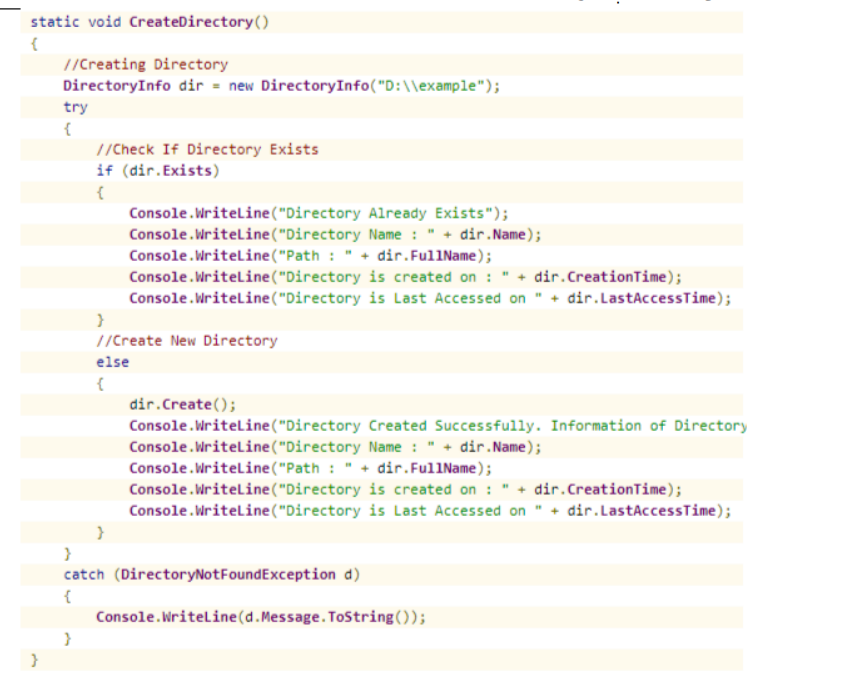 static void CreateDirectory()
{
    //Creating Directory
    DirectoryInfo dir = new DirectoryInfo("D:\\example");
    try
    {
        //Check If Directory Exists
        if (dir.Exists)
        {
            Console.WriteLine("Directory Already Exists");
            Console.WriteLine("Directory Name : " + dir.Name);
            Console.WriteLine("Path : " + dir.FullName);
            Console.WriteLine("Directory is created on : " + dir.CreationTime);
            Console.WriteLine("Directory is Last Accessed on " + dir.LastAccessTime);
        }
        //Create New Directory
        else
        {
            dir.Create();
            Console.WriteLine("Directory Created Successfully. Information of Directory
            Console.WriteLine("Directory Name : " + dir.Name);
            Console.WriteLine("Path : " + dir.FullName);
            Console.WriteLine("Directory is created on : " + dir.CreationTime);
            Console.WriteLine("Directory is Last Accessed on " + dir.LastAccessTime);
        }
    }
    catch (DirectoryNotFoundException d)
    {
        Console.WriteLine(d.Message.ToString());
    }
}